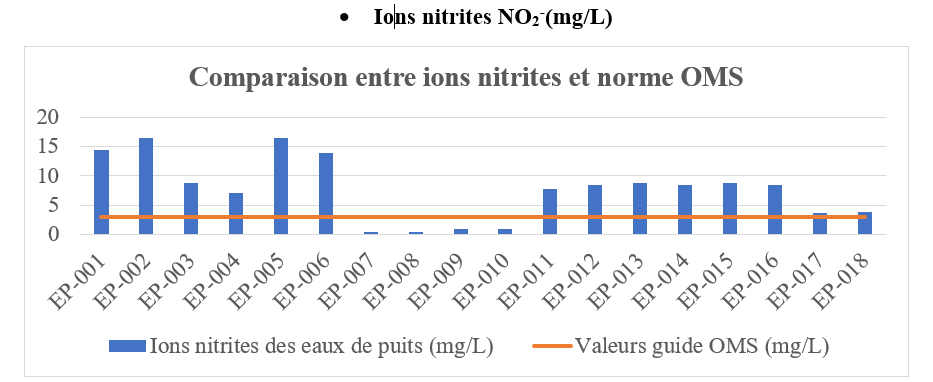 • Ions nitrites NO₂⁻(mg/L)
Comparaison entre ions nitrites et norme OMS
20
15
10
5
0
EP-001 EP-002 EP-003 EP-004 EP-005 EP-006 EP-007 EP-008 EP-009 EP-010 EP-011 EP-012 EP-013 EP-014 EP-015 EP-016 EP-017 EP-018
Ions nitrites des eaux de puits (mg/L) Valeurs guide OMS (mg/L)